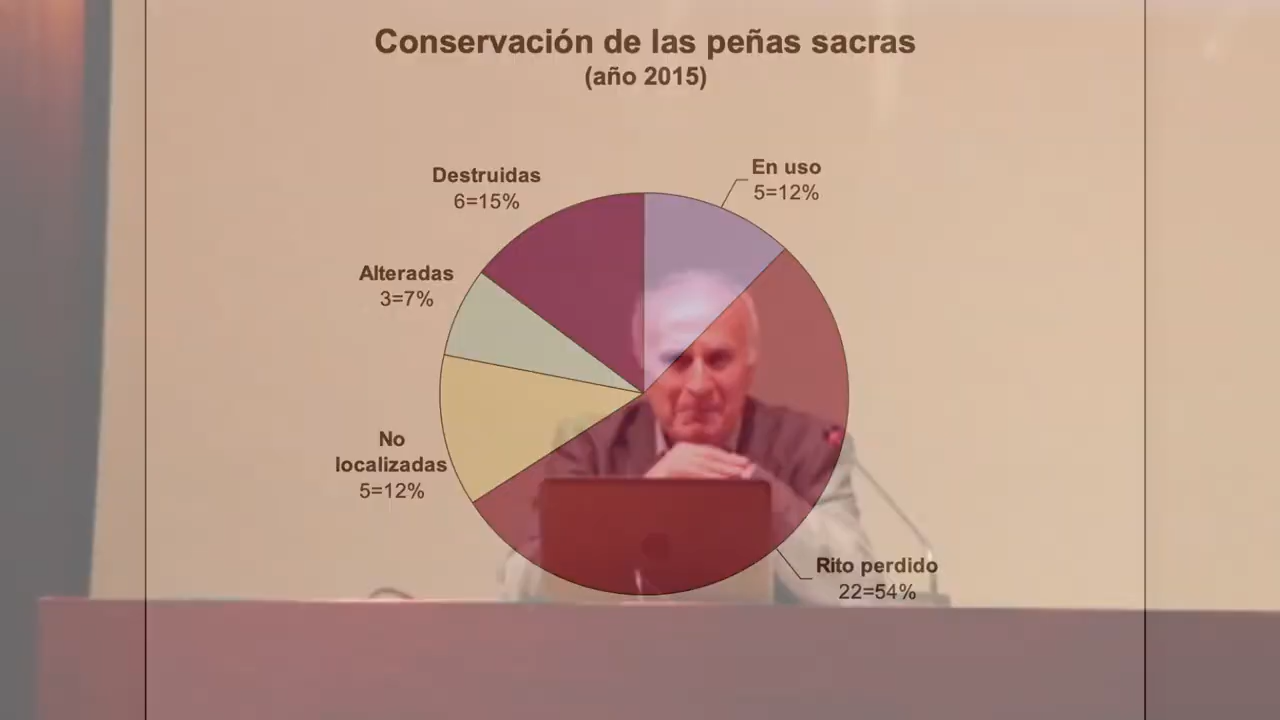 Conservación de las peñas sacras
(año 2015)
En uso
5=12%
Destruidas
6=15%
Alteradas
3=7%
No
localizadas
5=12%
Rito perdido
22=54%